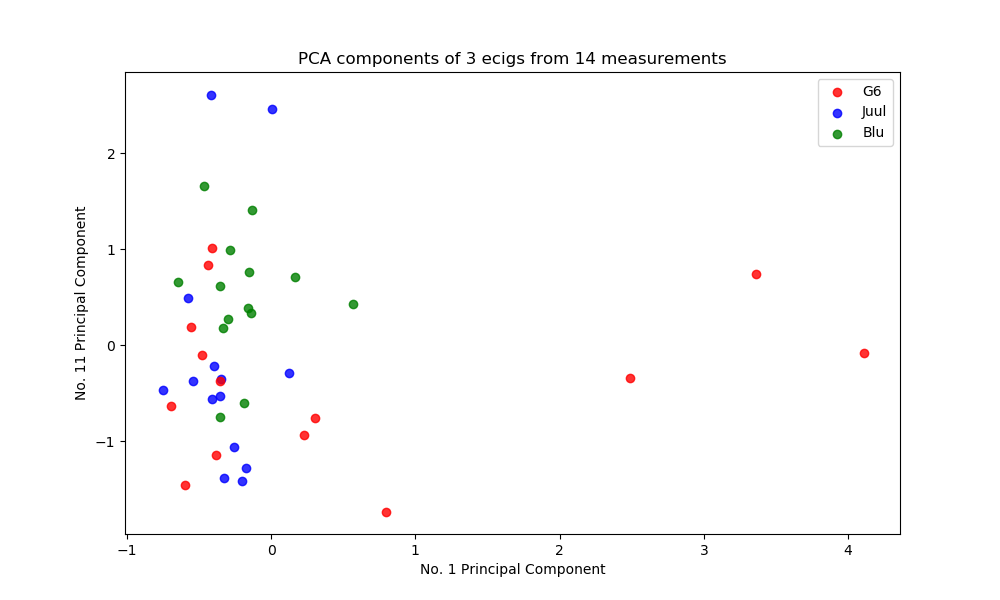 PCA components of 3 ecigs from 14 measurements
G6
Juul
Blu
2
1
0
−1
No. 11 Principal Component
−1 0 1 2 3 4
No. 1 Principal Component